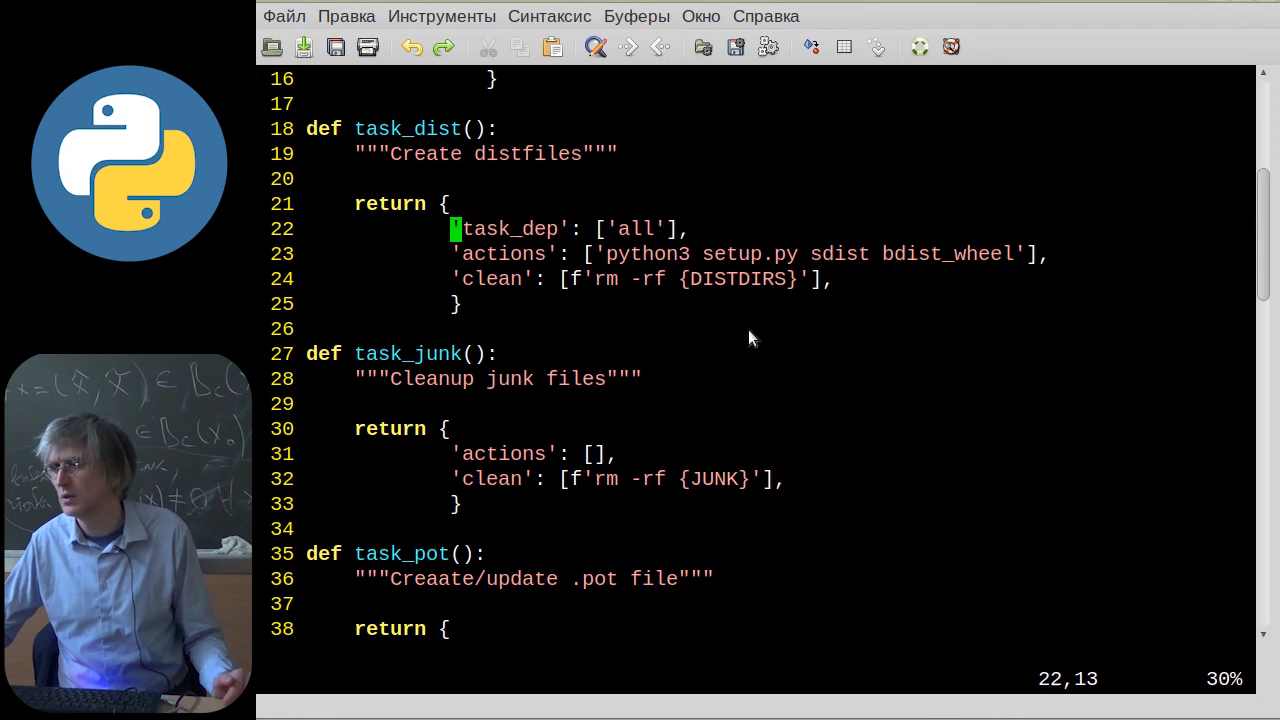 Файл Правка Инструменты Синтаксис Буферы Окно Справка
16 }
17
18 def task_dist():
19 """Create distfiles"""
20
21 return {
22 'task_dep': ['all'],
23 'actions': ['python3 setup.py sdist bdist_wheel'],
24 'clean': [f'rm -rf {DISTDIRS}'],
25 }
26
27 def task_junk():
28 """Cleanup junk files"""
29
30 return {
31 'actions': [],
32 'clean': [f'rm -rf {JUNK}'],
33 }
34
35 def task_pot():
36 """Creaate/update .pot file"""
37
38 return {
22,13 30%